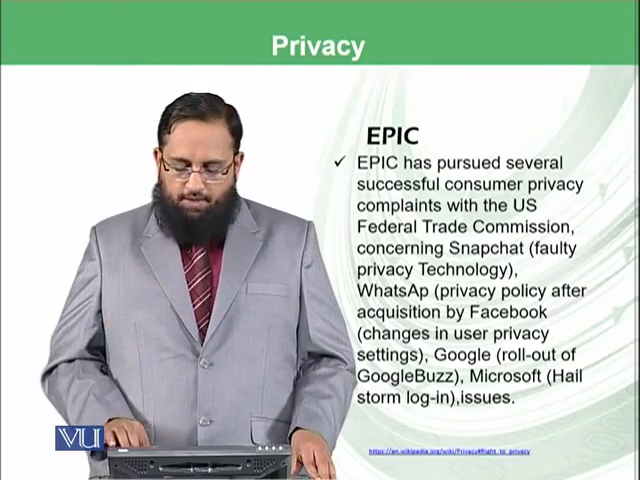 Privacy
EPIC
✓ EPIC has pursued several
successful consumer privacy
complaints with the US
Federal Trade Commission,
concerning Snapchat (faulty
privacy Technology),
WhatsAp (privacy policy after
acquisition by Facebook
(changes in user privacy
settings), Google (roll-out of
GoogleBuzz), Microsoft (Hail
storm log-in),issues.
VU
https://en.wikipedia.org/wiki/Privacy#Right_to_privacy